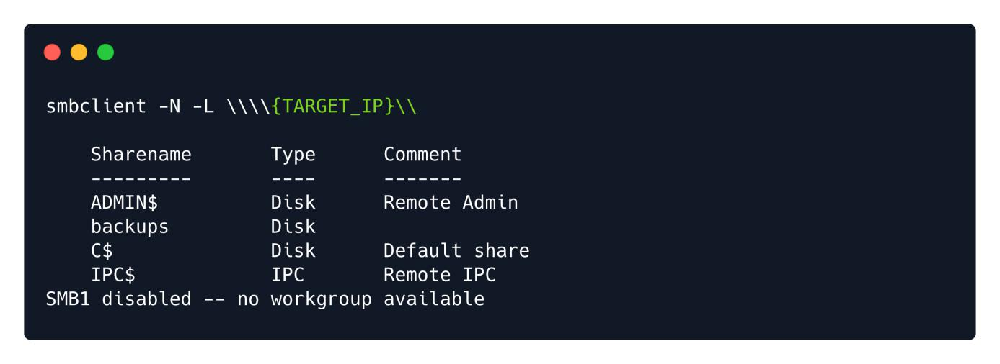 smbclient -N -L \\\\{TARGET_IP}\\
Sharename Type Comment
--------- ---- -------
ADMIN$ Disk Remote Admin
backups Disk
C$ Disk Default share
IPC$ IPC Remote IPC
SMB1 disabled -- no workgroup available